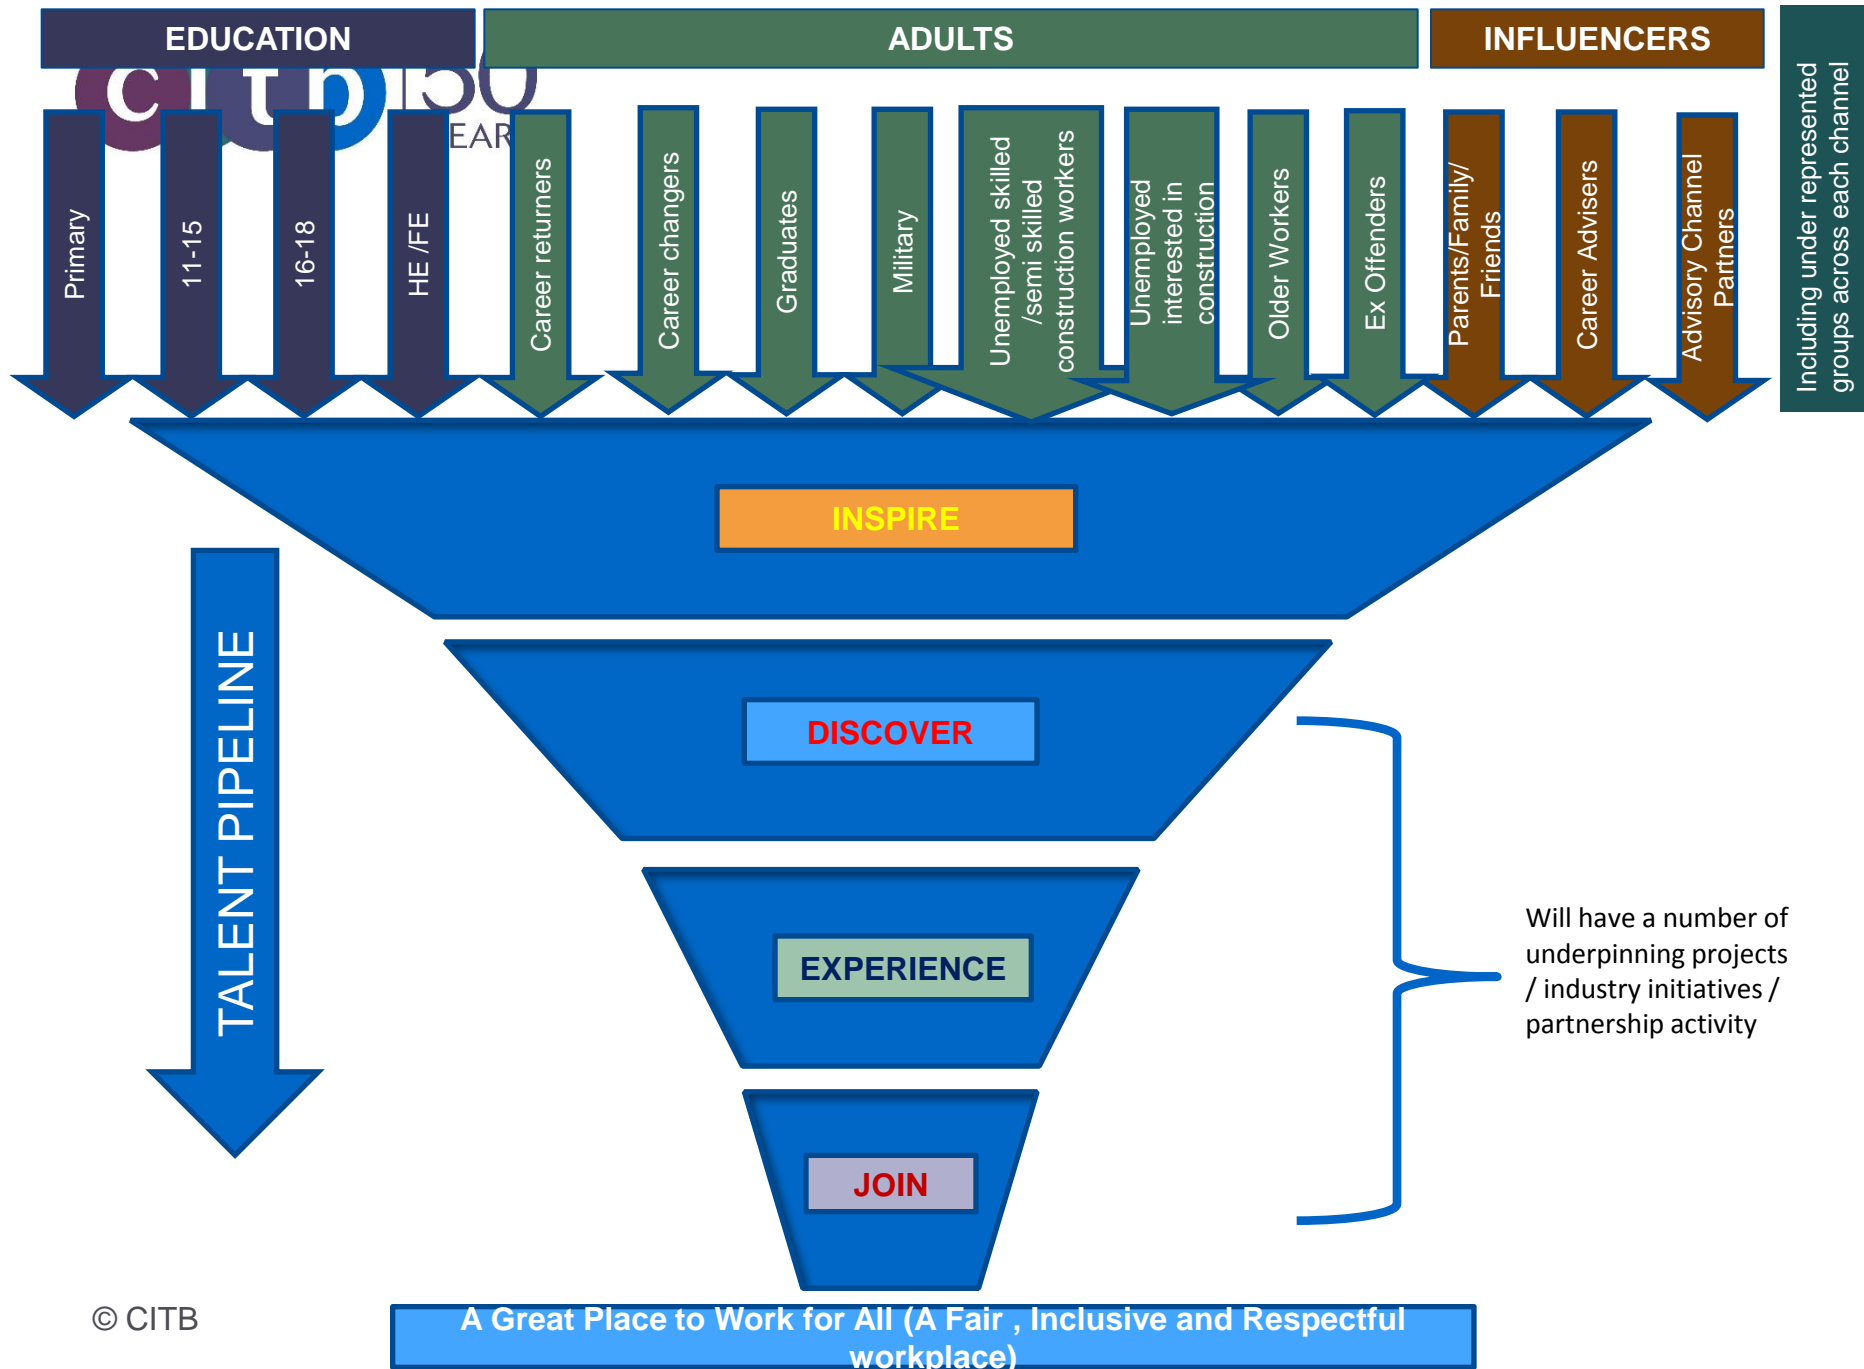 EDUCATION
ADULTS
INFLUENCERS
citb
50
EAR
Primary
11-15
16-18
HE /FE
Career returners
Career changers
Graduates
Military
Unemployed skilled
/semi skilled
construction workers
Unemployed
interested in
construction
Older Workers
Ex Offenders
Parents/Family/
Friends
Career Advisers
Advisory Channel
Partners
Including under represented
groups across each channel
INSPIRE
TALENT PIPELINE
DISCOVER
EXPERIENCE
Will have a number of
underpinning projects
/ industry initiatives /
partnership activity
JOIN
© CITB
A Great Place to Work for All (A Fair , Inclusive and Respectful
workplace)